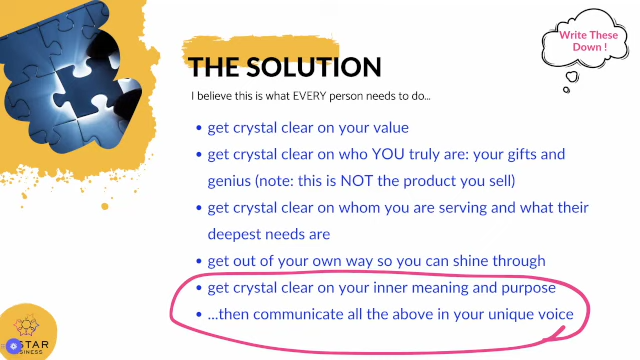 Write These
Down !
THE SOLUTION
I believe this is what EVERY person needs to do...
• get crystal clear on your value
• get crystal clear on who YOU truly are: your gifts and
genius (note: this is NOT the product you sell)
• get crystal clear on whom you are serving and what their
deepest needs are
• get out of your own way so you can shine through
• get crystal clear on your inner meaning and purpose
• ...then communicate all the above in your unique voice
STAR